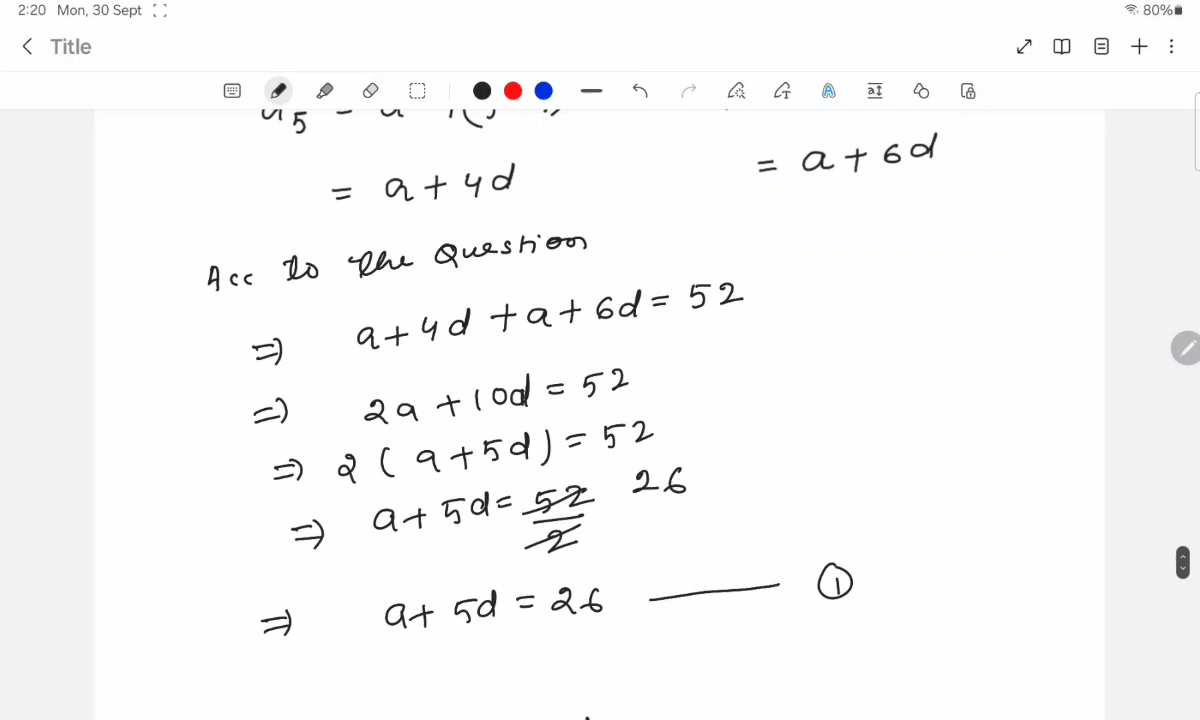 2:20 Mon, 30 Sept
80%
Title
= a + 4d
= a + 6d
Acc to the Question
⇒ a + 4d + a + 6d = 52
⇒ 2a + 10d = 52
⇒ 2 ( a + 5d ) = 52
⇒ a + 5d = 52/2 26
⇒ a + 5d = 26 ——— ①